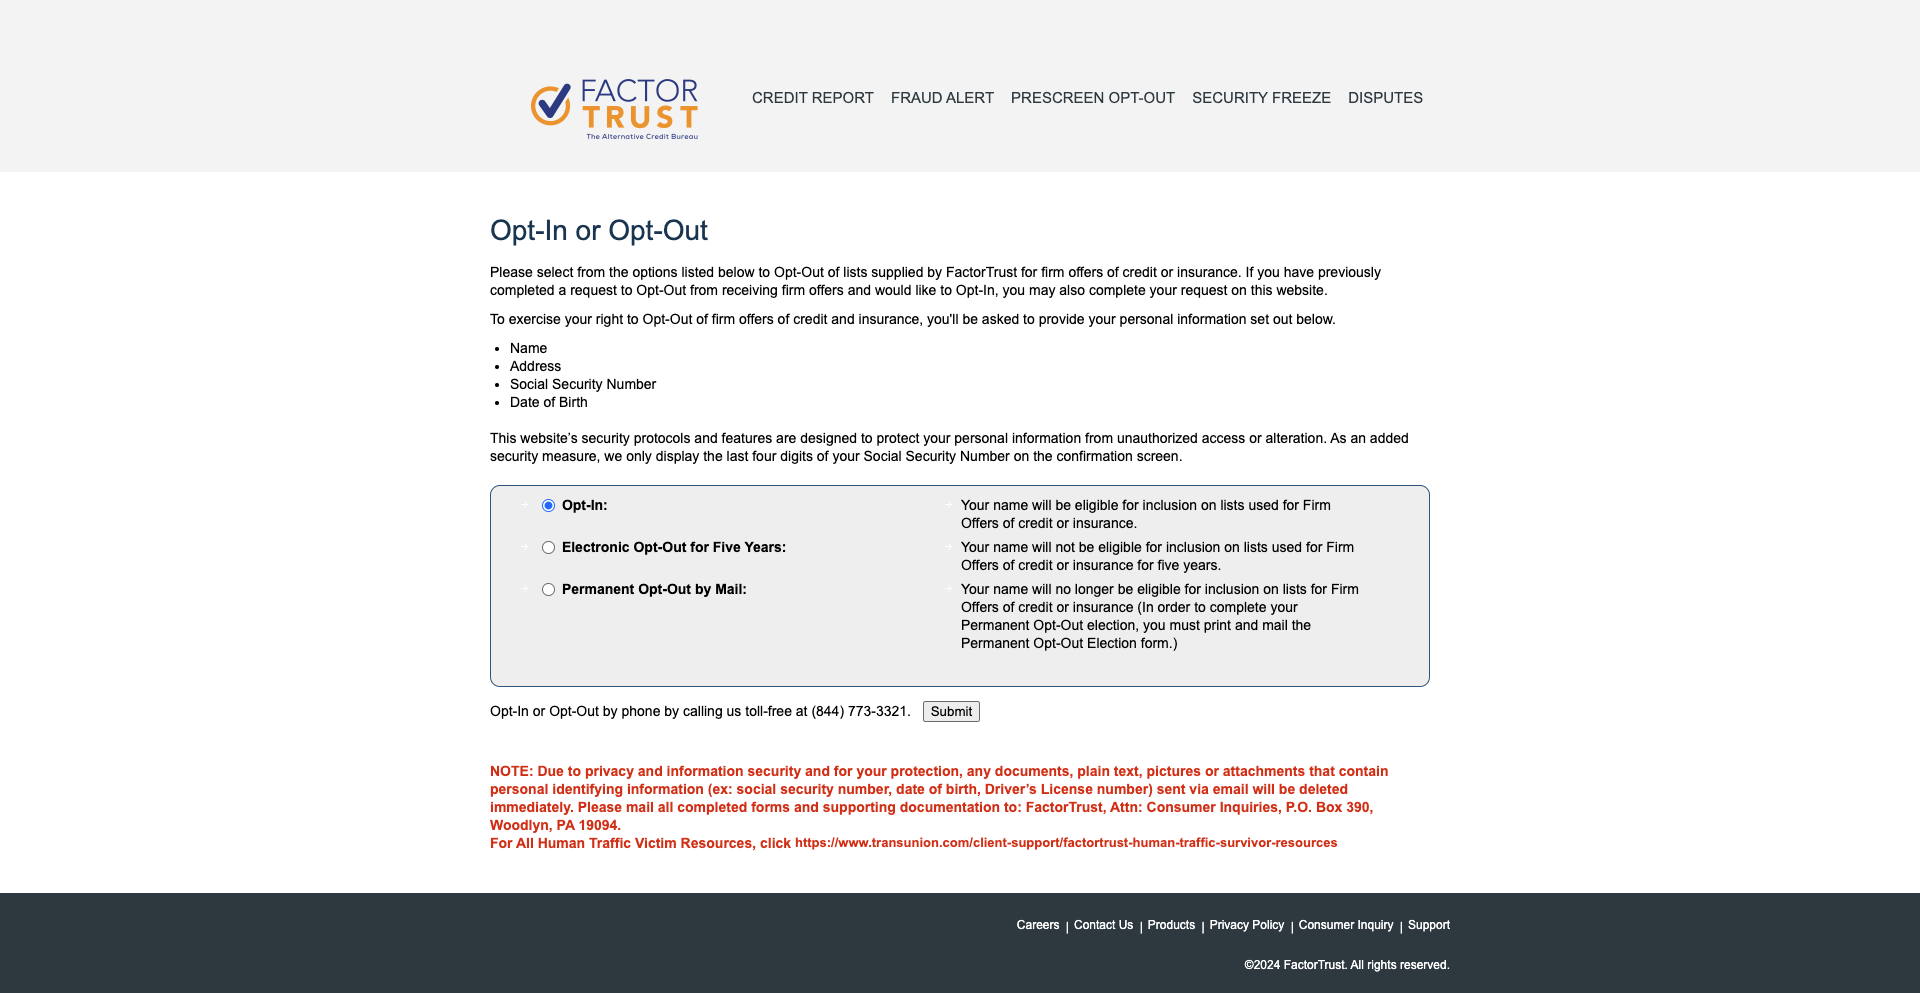 FACTOR
TRUST
The Alternative Credit Bureau
CREDIT REPORT FRAUD ALERT PRESCREEN OPT-OUT SECURITY FREEZE DISPUTES
Opt-In or Opt-Out
Please select from the options listed below to Opt-Out of lists supplied by FactorTrust for firm offers of credit or insurance. If you have previously
completed a request to Opt-Out from receiving firm offers and would like to Opt-In, you may also complete your request on this website.
To exercise your right to Opt-Out of firm offers of credit and insurance, you'll be asked to provide your personal information set out below.
• Name
• Address
• Social Security Number
• Date of Birth
This website’s security protocols and features are designed to protect your personal information from unauthorized access or alteration. As an added
security measure, we only display the last four digits of your Social Security Number on the confirmation screen.
Opt-In: Your name will be eligible for inclusion on lists used for Firm
Offers of credit or insurance.
Electronic Opt-Out for Five Years: Your name will not be eligible for inclusion on lists used for Firm
Offers of credit or insurance for five years.
Permanent Opt-Out by Mail: Your name will no longer be eligible for inclusion on lists for Firm
Offers of credit or insurance (In order to complete your
Permanent Opt-Out election, you must print and mail the
Permanent Opt-Out Election form.)
Opt-In or Opt-Out by phone by calling us toll-free at (844) 773-3321. Submit
NOTE: Due to privacy and information security and for your protection, any documents, plain text, pictures or attachments that contain
personal identifying information (ex: social security number, date of birth, Driver’s License number) sent via email will be deleted
immediately. Please mail all completed forms and supporting documentation to: FactorTrust, Attn: Consumer Inquiries, P.O. Box 390,
Woodlyn, PA 19094.
For All Human Traffic Victim Resources, click https://www.transunion.com/client-support/factortrust-human-traffic-survivor-resources
Careers | Contact Us | Products | Privacy Policy | Consumer Inquiry | Support
©2024 FactorTrust. All rights reserved.